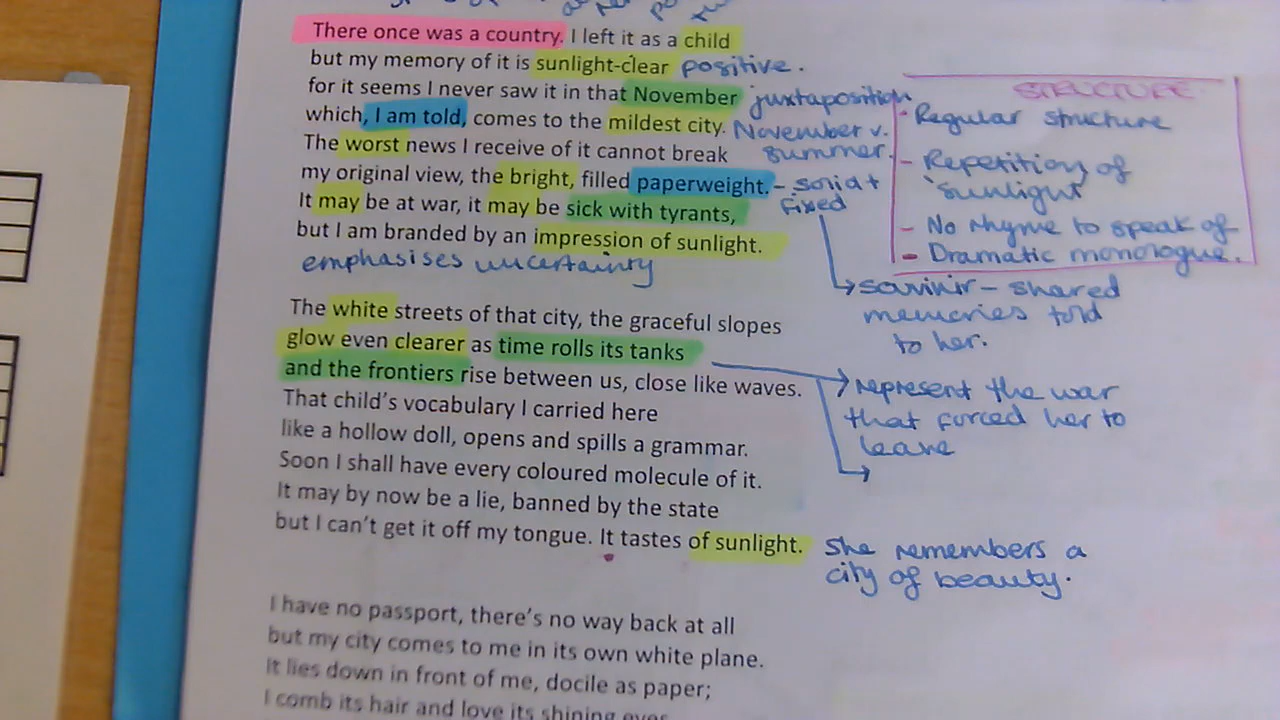 There once was a country. I left it as a child
but my memory of it is sunlight-clear positive.
for it seems I never saw it in that November juxtaposition
which, I am told, comes to the mildest city. November v.
The worst news I receive of it cannot break summer.
my original view, the bright, filled paperweight. - solid +
It may be at war, it may be sick with tyrants, fixed
but I am branded by an impression of sunlight.
emphasises uncertainty
STRUCTURE
- Regular structure
- Repetition of
'sunlight'
- No rhyme to speak of
- Dramatic monologue.
souvinir - shared
memories told
to her.
The white streets of that city, the graceful slopes
glow even clearer as time rolls its tanks
and the frontiers rise between us, close like waves.
That child's vocabulary I carried here
like a hollow doll, opens and spills a grammar.
Soon I shall have every coloured molecule of it.
It may by now be a lie, banned by the state
but I can't get it off my tongue. It tastes of sunlight.
represent the war
that forced her to
leave
She remembers a
city of beauty.
I have no passport, there's no way back at all
but my city comes to me in its own white plane.
It lies down in front of me, docile as paper;
I comb its hair and love its shining eyes.